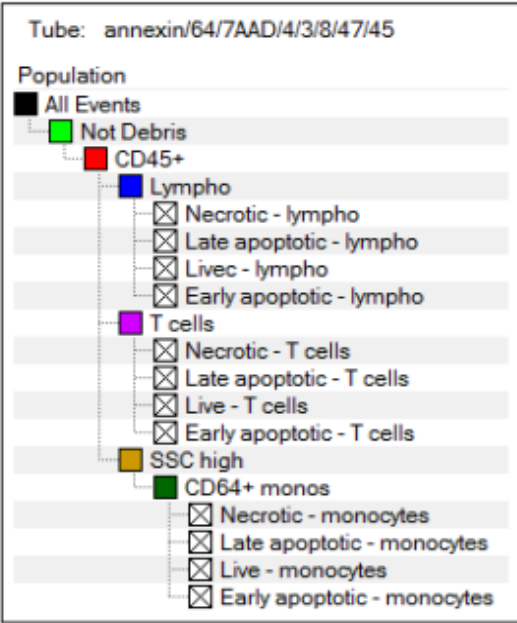 Tube: annexin/64/7AAD/4/3/8/47/45
Population
All Events
Not Debris
CD45+
Lympho
Necrotic - lympho
Late apoptotic - lympho
Livec - lympho
Early apoptotic - lympho
T cells
Necrotic - T cells
Late apoptotic - T cells
Live - T cells
Early apoptotic - T cells
SSC high
CD64+ monos
Necrotic - monocytes
Late apoptotic - monocytes
Live - monocytes
Early apoptotic - monocytes